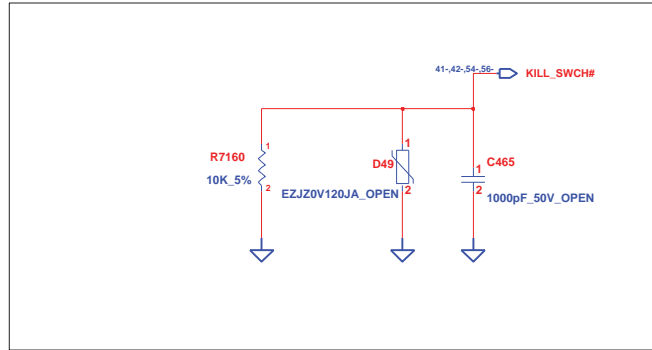 41-,42-,54-,56-
KILL_SWCH#
R7160
1
2
10K_5%
D49
1
2
EZJZ0V120JA_OPEN
C465
1
2
1000pF_50V_OPEN